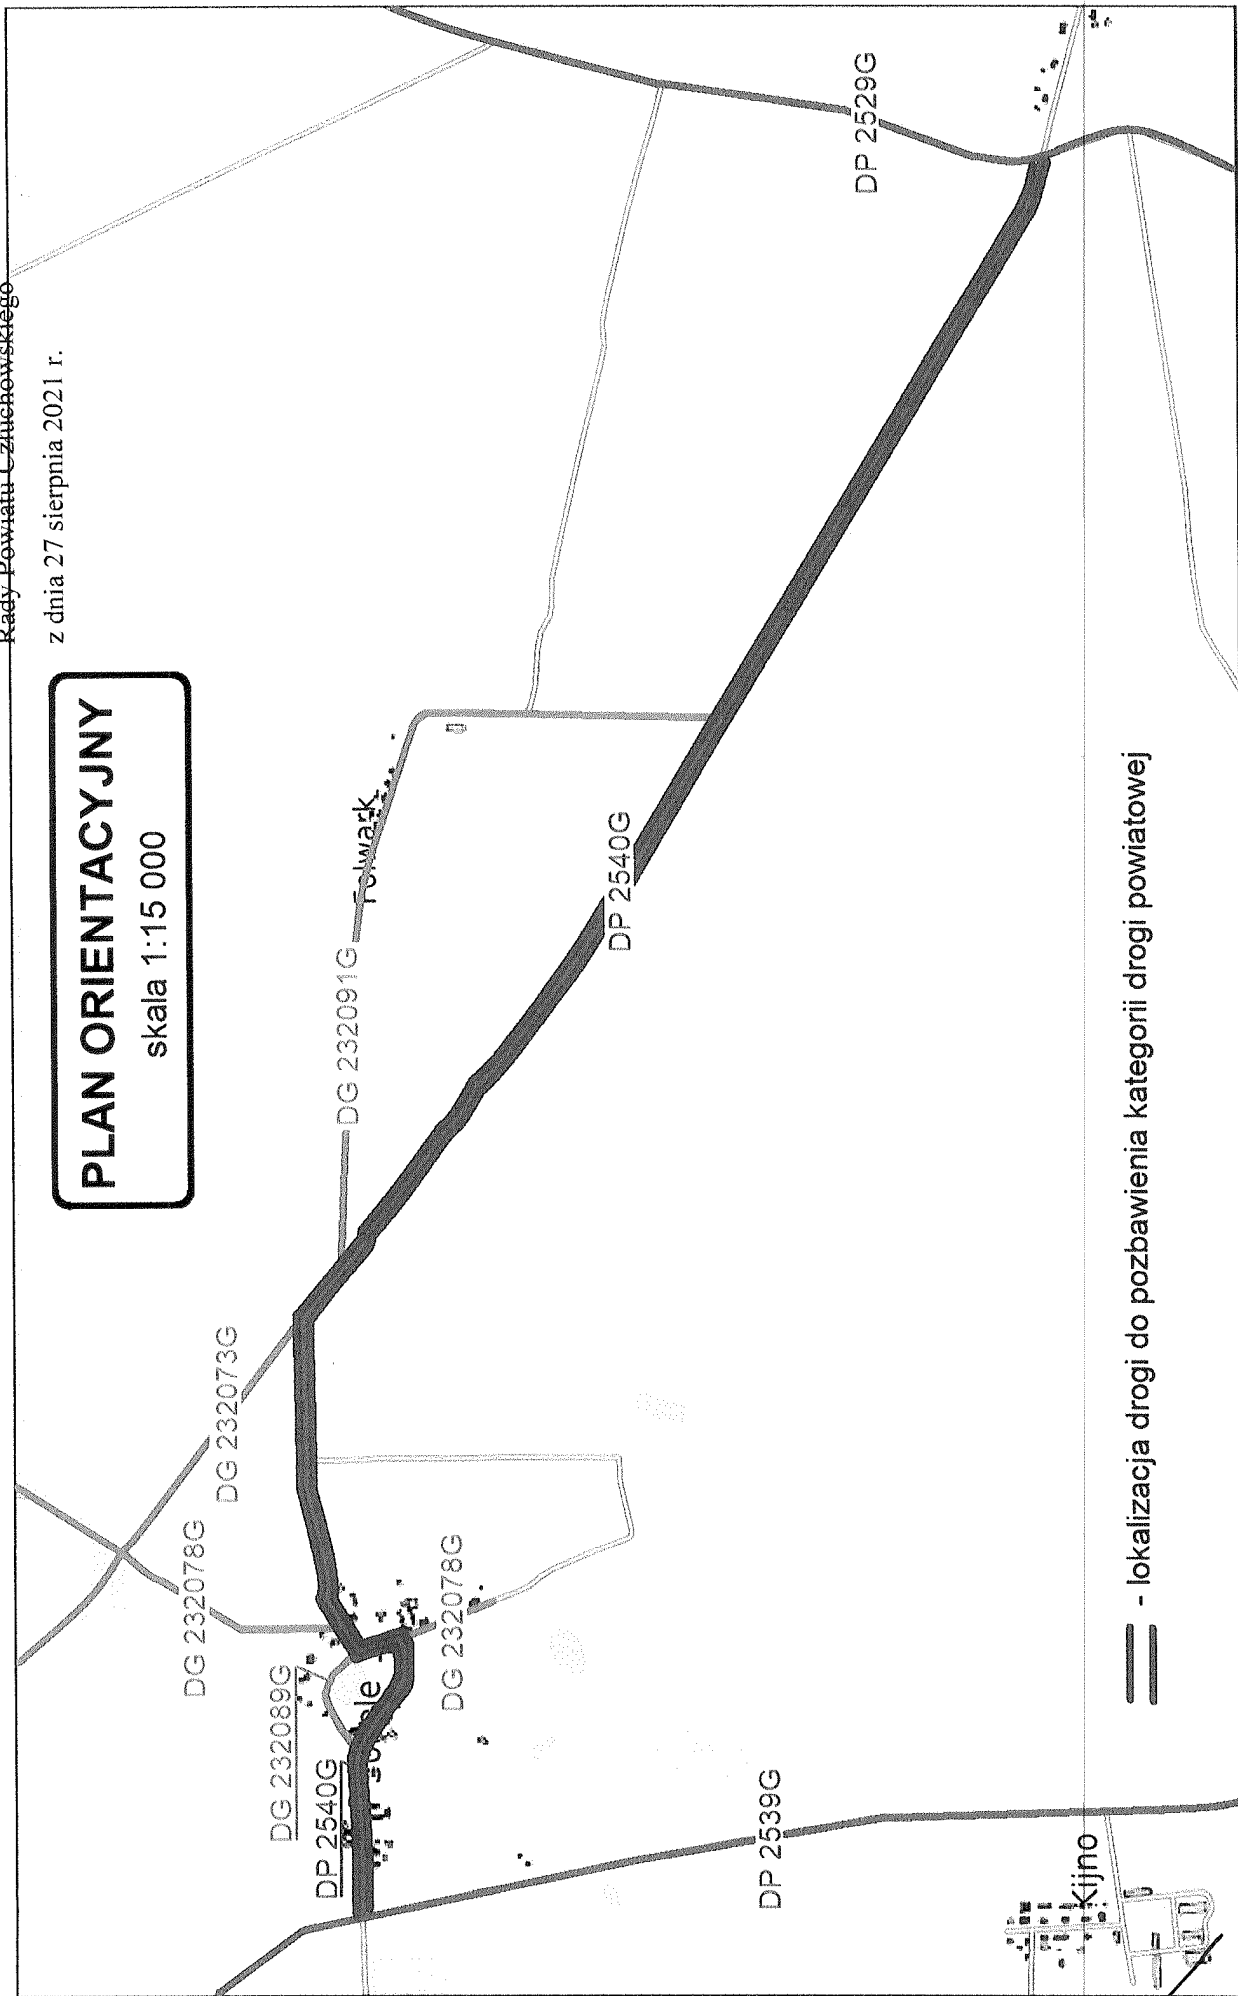 Rady Powiatu Człuchowskiego
z dnia 27 sierpnia 2021 r.
PLAN ORIENTACYJNY
skala 1:15 000
DG 232078G
DG 232073G
DG 232089G
DP 2540G
DG 232078G
DG 232091G
Folwark
DP 2540G
DP 2529G
DP 2539G
Kijno
- lokalizacja drogi do pozbawienia kategorii drogi powiatowej